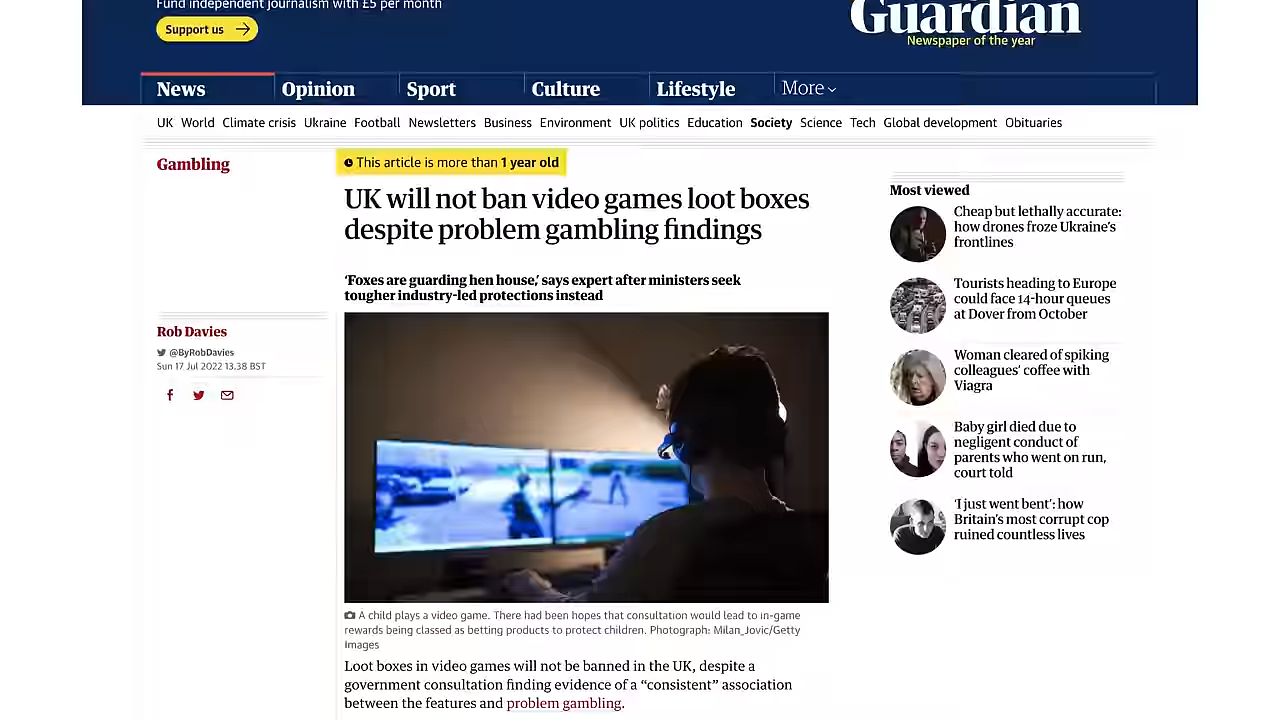 Fund independent journalism with £5 per month
Support us
Guardian
Newspaper of the year
News
Opinion
Sport
Culture
Lifestyle
More
UK World Climate crisis Ukraine Football Newsletters Business Environment UK politics Education Society Science Tech Global development Obituaries
Gambling
This article is more than 1 year old
UK will not ban video games loot boxes
despite problem gambling findings
‘Foxes are guarding hen house,’ says expert after ministers seek
tougher industry-led protections instead
Rob Davies
@ByRobDavies
Sun 17 Jul 2022 13.38 BST
A child plays a video game. There had been hopes that consultation would lead to in-game
rewards being classed as betting products to protect children. Photograph: Milan_Jovic/Getty
Images
Loot boxes in video games will not be banned in the UK, despite a
government consultation finding evidence of a “consistent” association
between the features and problem gambling.
Most viewed
Cheap but lethally accurate:
how drones froze Ukraine’s
frontlines
Tourists heading to Europe
could face 14-hour queues
at Dover from October
Woman cleared of spiking
colleagues’ coffee with
Viagra
Baby girl died due to
negligent conduct of
parents who went on run,
court told
‘I just went bent’: how
Britain’s most corrupt cop
ruined countless lives